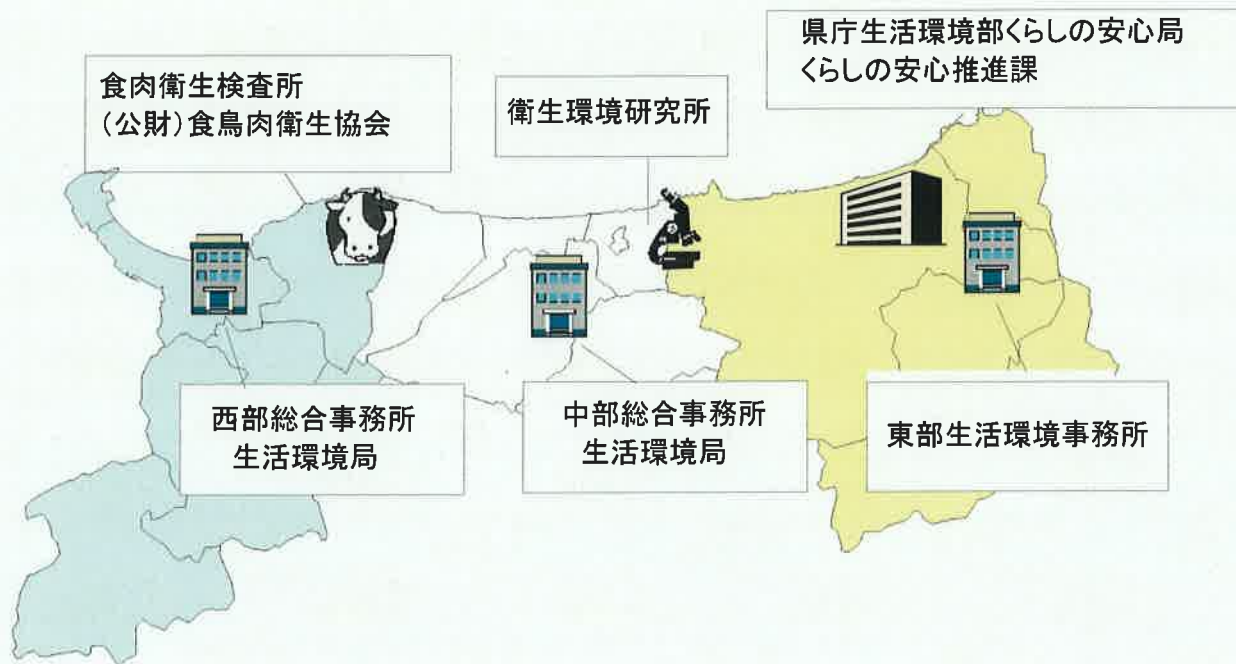 県庁生活環境部くらしの安心局
くらしの安心推進課
食肉衛生検査所
（公財）食鳥肉衛生協会
衛生環境研究所
西部総合事務所
生活環境局
中部総合事務所
生活環境局
東部生活環境事務所